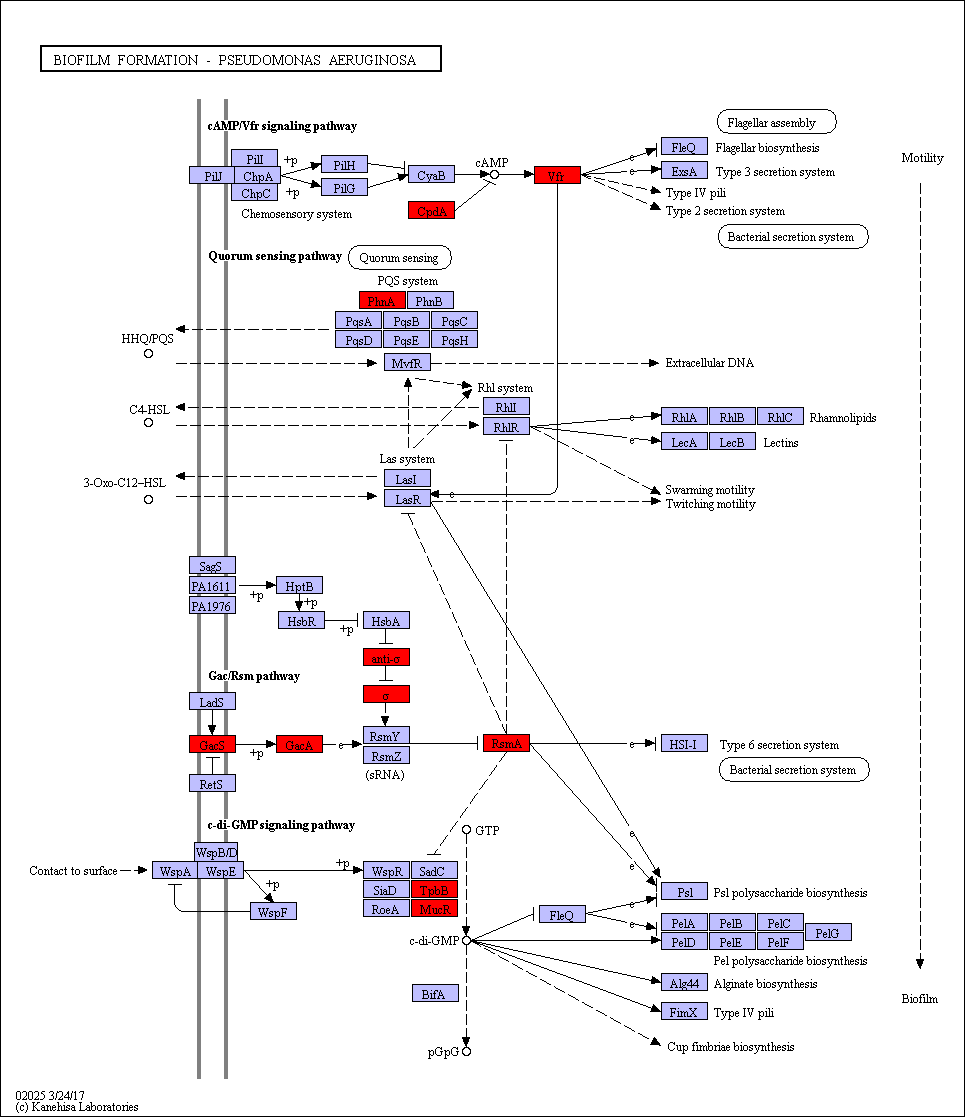 BIOFILM FORMATION - PSEUDOMONAS AERUGINOSA
cAMP/Vfr signaling pathway
Flagellar assembly
PilI
+p
PilH
cAMP
FleQ
Flagellar biosynthesis
Motility
PilJ
ChpA
CyaB
Vfr
e
ExsA
Type 3 secretion system
ChpC
+p
PilG
e
Type IV pili
Chemosensory system
CpdA
Type 2 secretion system
Bacterial secretion system
Quorum sensing pathway
Quorum sensing
PQS system
PhnA
PhnB
PqsA
PqsB
PqsC
HHQ/PQS
PqsD
PqsE
PqsH
MvfR
Extracellular DNA
Rhl system
C4-HSL
RhlI
RhlR
e
RhlA
RhlB
RhlC
Rhamnolipids
e
LecA
LecB
Lectins
Las system
3-Oxo-C12-HSL
LasI
LasR
e
Swarming motility
Twitching motility
SagS
PA1611
+p
HptB
PA1976
+p
HsbR
+p
HsbA
anti-σ
Gac/Rsm pathway
σ
LadS
GacS
+p
GacA
e
RsmY
RsmA
e
HSI-I
Type 6 secretion system
RsmZ
(sRNA)
Bacterial secretion system
RetS
c-di-GMP signaling pathway
GTP
e
WspB/D
+p
e
Contact to surface
WspA
WspE
WspR
SadC
+p
SiaD
TpbB
Psl
Psl polysaccharide biosynthesis
WspF
RoeA
MucR
FleQ
e
e
PelA
PelB
PelC
PelG
c-di-GMP
PelD
PelE
PelF
Pel polysaccharide biosynthesis
Alg44
Alginate biosynthesis
BifA
Biofilm
FimX
Type IV pili
pGpG
Cup fimbriae biosynthesis
02025 3/24/17
(c) Kanehisa Laboratories